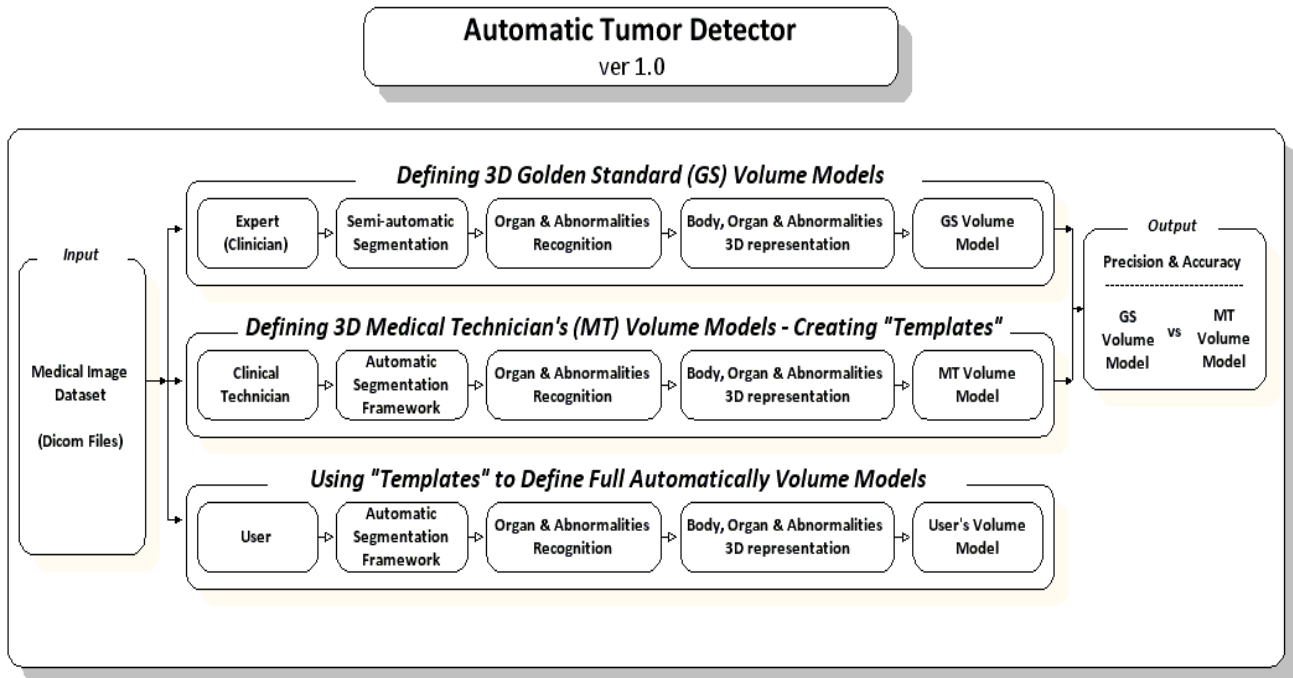 Automatic Tumor Detector
ver 1.0
Input
Medical Image
Dataset
(Dicom Files)
Defining 3D Golden Standard (GS) Volume Models
Expert
(Clinician)
Semi-automatic
Segmentation
Organ & Abnormalities
Recognition
Body, Organ & Abnormalities
3D representation
GS Volume
Model
Defining 3D Medical Technician's (MT) Volume Models - Creating "Templates"
Clinical
Technician
Automatic
Segmentation
Framework
Organ & Abnormalities
Recognition
Body, Organ & Abnormalities
3D representation
MT Volume
Model
Using "Templates" to Define Full Automatically Volume Models
User
Automatic
Segmentation
Framework
Organ & Abnormalities
Recognition
Body, Organ & Abnormalities
3D representation
User's Volume
Model
Output
Precision & Accuracy
---------------------------
GS
Volume
Model
vs
MT
Volume
Model